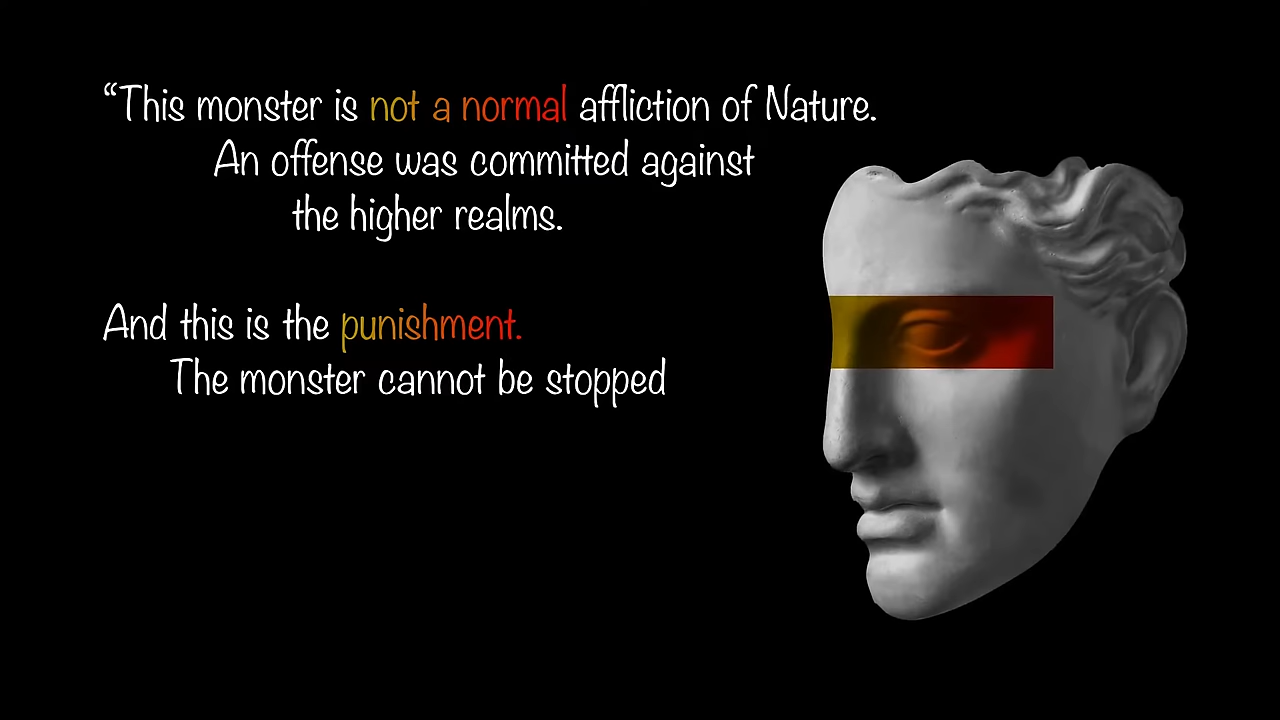 “This monster is not a normal affliction of Nature.
An offense was committed against
the higher realms.
And this is the punishment.
The monster cannot be stopped